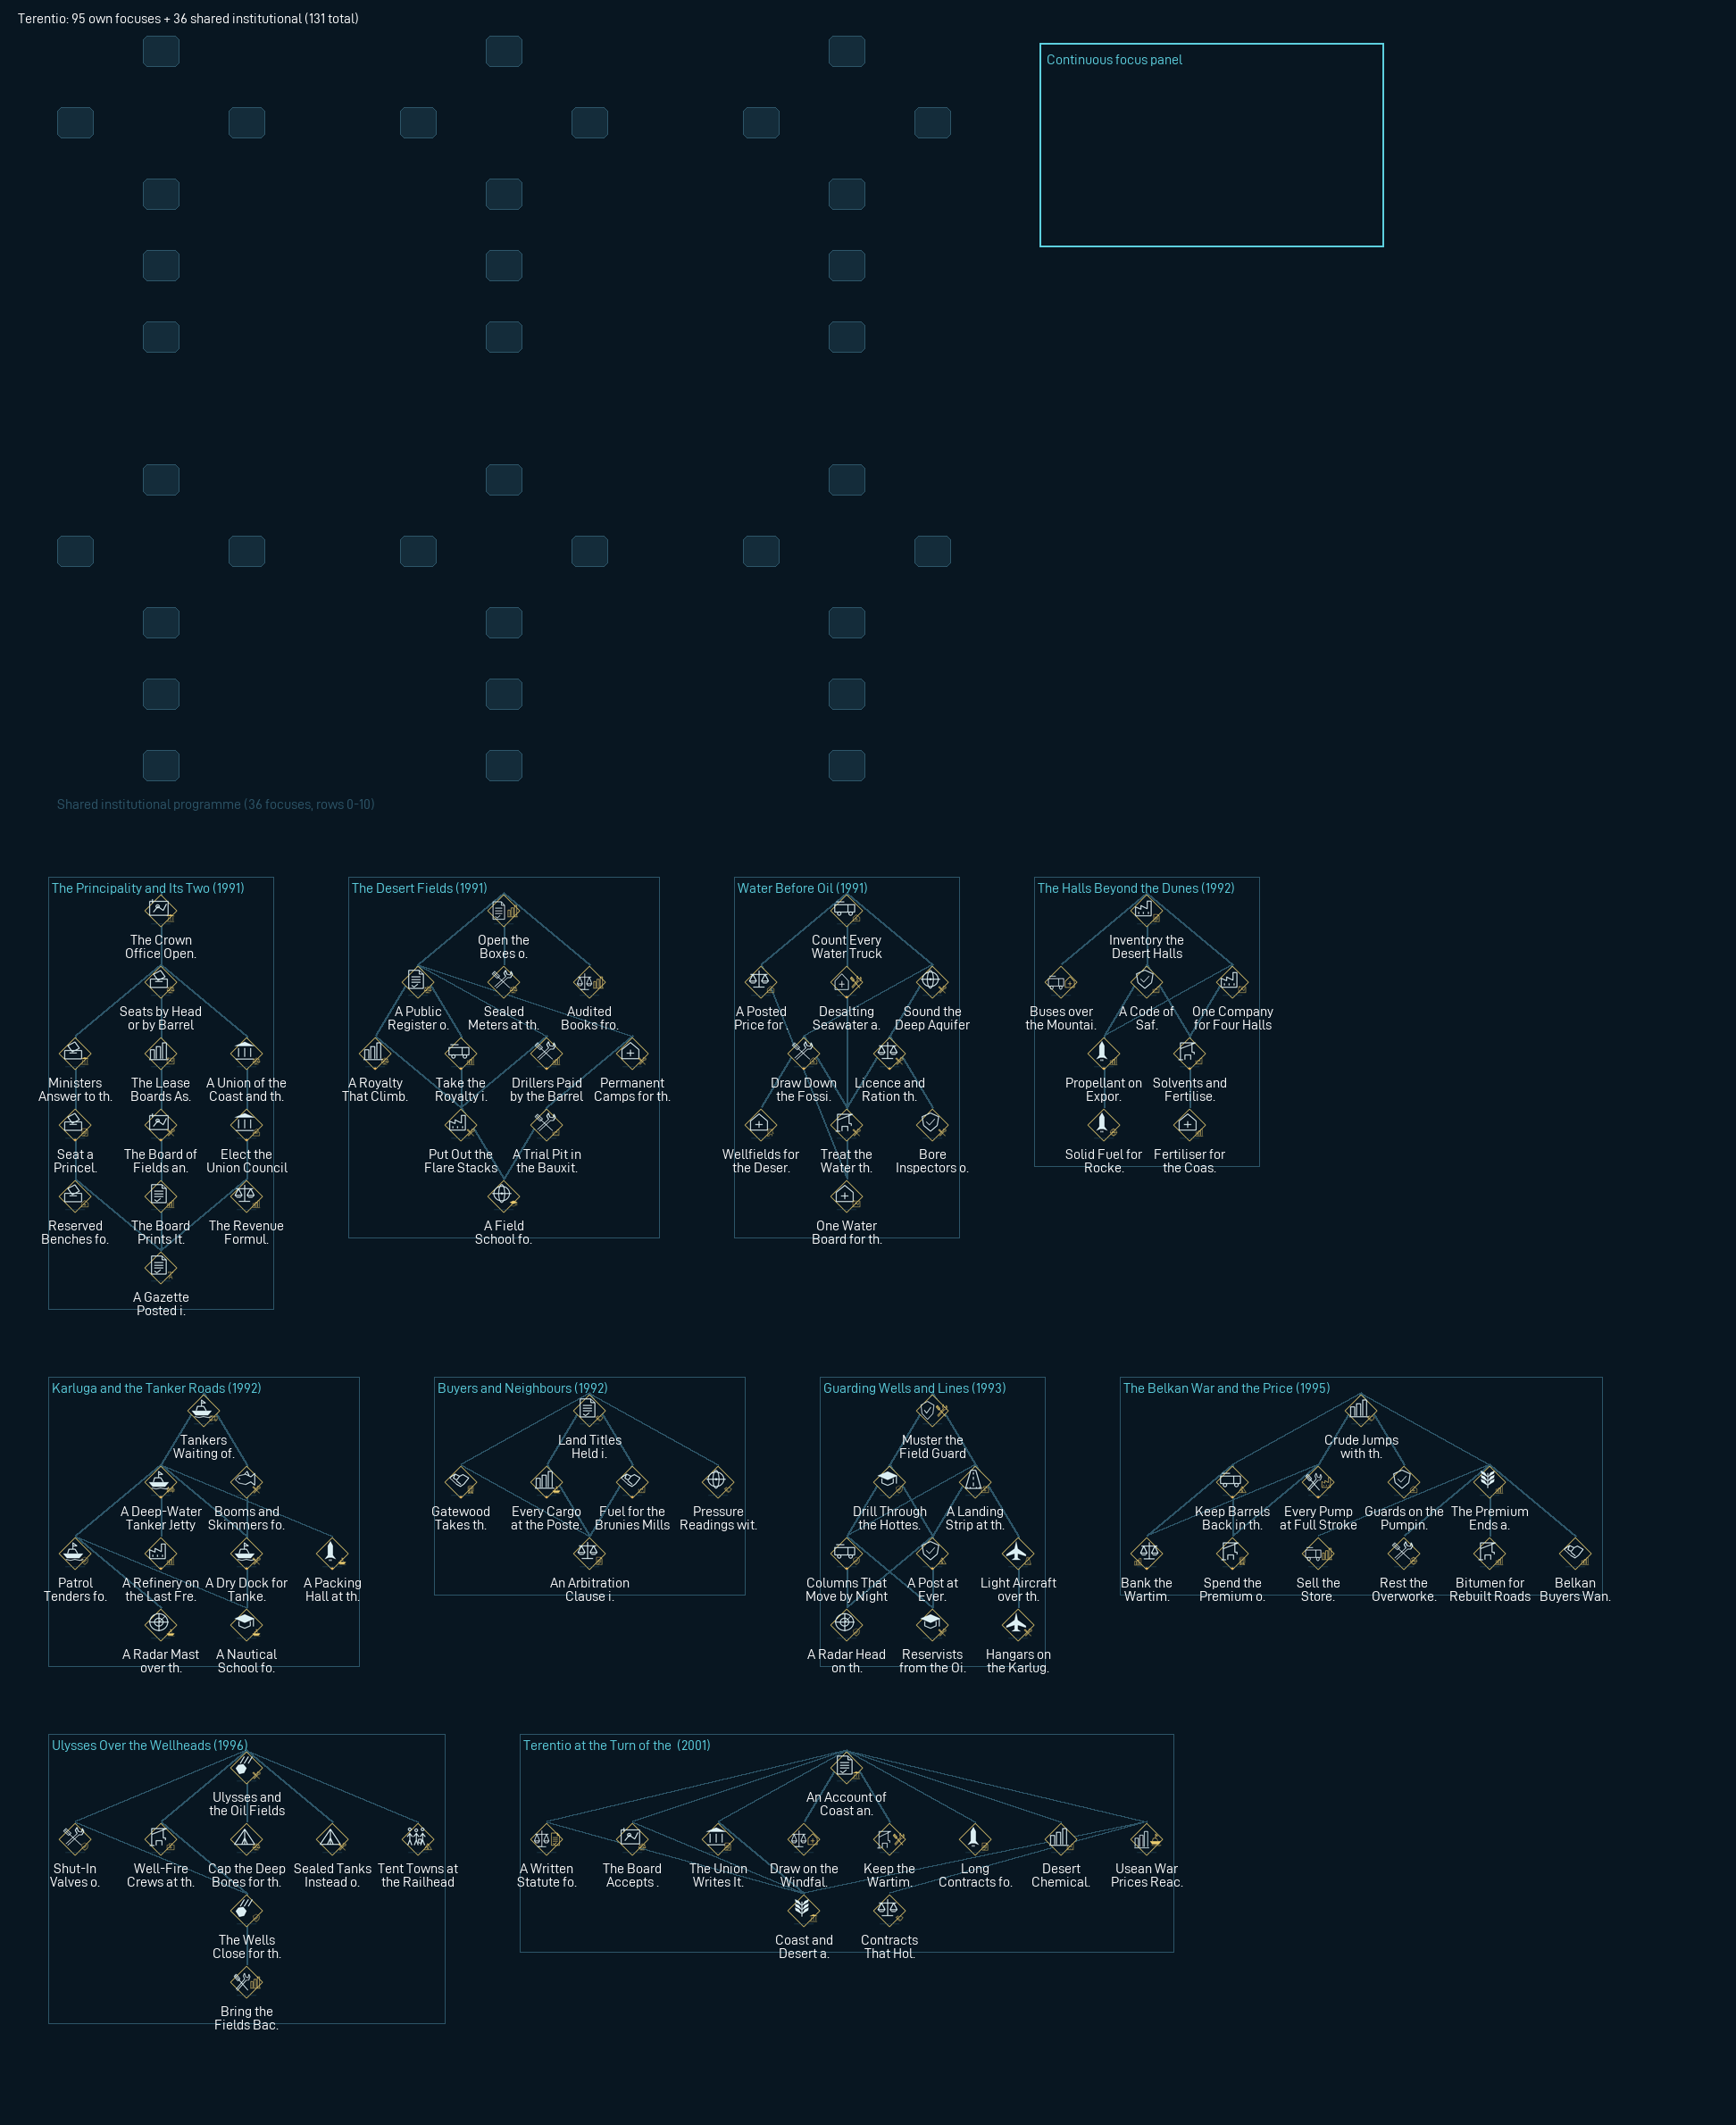 Terentio: 95 own focuses + 36 shared institutional (131 total)
Continuous focus panel
Shared institutional programme (36 focuses, rows 0-10)
The Principality and Its Two (1991)
The Crown
Office Open.
Seats by Head
or by Barrel
Ministers
Answer to th.
The Lease
Boards As.
A Union of the
Coast and th.
Seat a
Princel.
The Board of
Fields an.
Elect the
Union Council
Reserved
Benches fo.
The Board
Prints It.
The Revenue
Formul.
A Gazette
Posted i.
The Desert Fields (1991)
Open the
Boxes o.
A Public
Register o.
Sealed
Meters at th.
Audited
Books fro.
A Royalty
That Climb.
Take the
Royalty i.
Drillers Paid
by the Barrel
Permanent
Camps for th.
Put Out the
Flare Stacks
A Trial Pit in
the Bauxit.
A Field
School fo.
Water Before Oil (1991)
Count Every
Water Truck
A Posted
Price for .
Desalting
Seawater a.
Sound the
Deep Aquifer
Draw Down
the Fossi.
Licence and
Ration th.
Wellfields for
the Deser.
Treat the
Water th.
Bore
Inspectors o.
One Water
Board for th.
The Halls Beyond the Dunes (1992)
Inventory the
Desert Halls
Buses over
the Mountai.
A Code of
Saf.
One Company
for Four Halls
Propellant on
Expor.
Solvents and
Fertilise.
Solid Fuel for
Rocke.
Fertiliser for
the Coas.
Karluga and the Tanker Roads (1992)
Tankers
Waiting of.
A Deep-Water
Tanker Jetty
Booms and
Skimmers fo.
Patrol
Tenders fo.
A Refinery on
the Last Fre.
A Dry Dock for
Tanke.
A Packing
Hall at th.
A Radar Mast
over th.
A Nautical
School fo.
Buyers and Neighbours (1992)
Land Titles
Held i.
Gatewood
Takes th.
Every Cargo
at the Poste.
Fuel for the
Brunies Mills
Pressure
Readings wit.
An Arbitration
Clause i.
Guarding Wells and Lines (1993)
Muster the
Field Guard
Drill Through
the Hottes.
A Landing
Strip at th.
Columns That
Move by Night
A Post at
Ever.
Light Aircraft
over th.
A Radar Head
on th.
Reservists
from the Oi.
Hangars on
the Karlug.
The Belkan War and the Price (1995)
Crude Jumps
with th.
Keep Barrels
Back in th.
Every Pump
at Full Stroke
Guards on the
Pumpin.
The Premium
Ends a.
Bank the
Wartim.
Spend the
Premium o.
Sell the
Store.
Rest the
Overworke.
Bitumen for
Rebuilt Roads
Belkan
Buyers Wan.
Ulysses Over the Wellheads (1996)
Ulysses and
the Oil Fields
Shut-In
Valves o.
Well-Fire
Crews at th.
Cap the Deep
Bores for th.
Sealed Tanks
Instead o.
Tent Towns at
the Railhead
The Wells
Close for th.
Bring the
Fields Bac.
Terentio at the Turn of the (2001)
An Account of
Coast an.
A Written
Statute fo.
The Board
Accepts .
The Union
Writes It.
Draw on the
Windfal.
Keep the
Wartim.
Long
Contracts fo.
Desert
Chemical.
Usean War
Prices Reac.
Coast and
Desert a.
Contracts
That Hol.